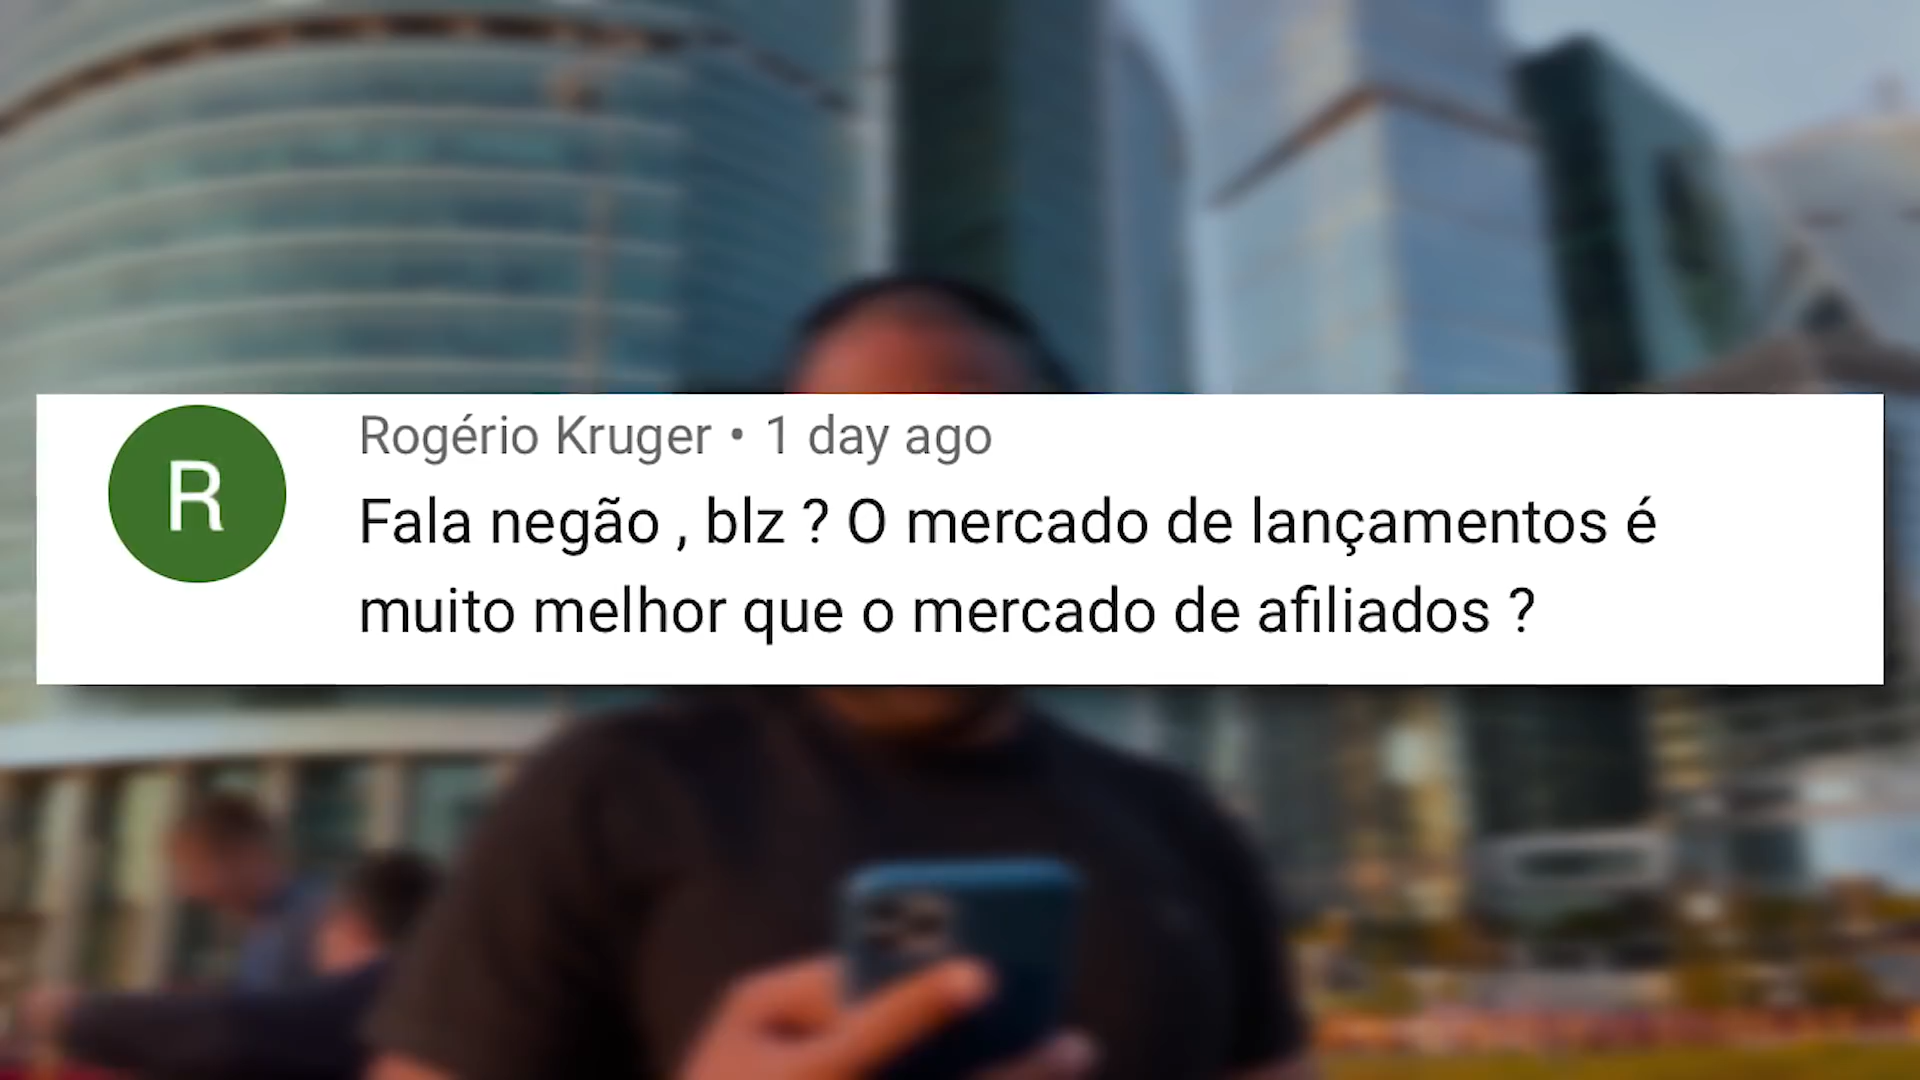 R
Rogério Kruger • 1 day ago
Fala negão , blz ? O mercado de lançamentos é
muito melhor que o mercado de afiliados ?